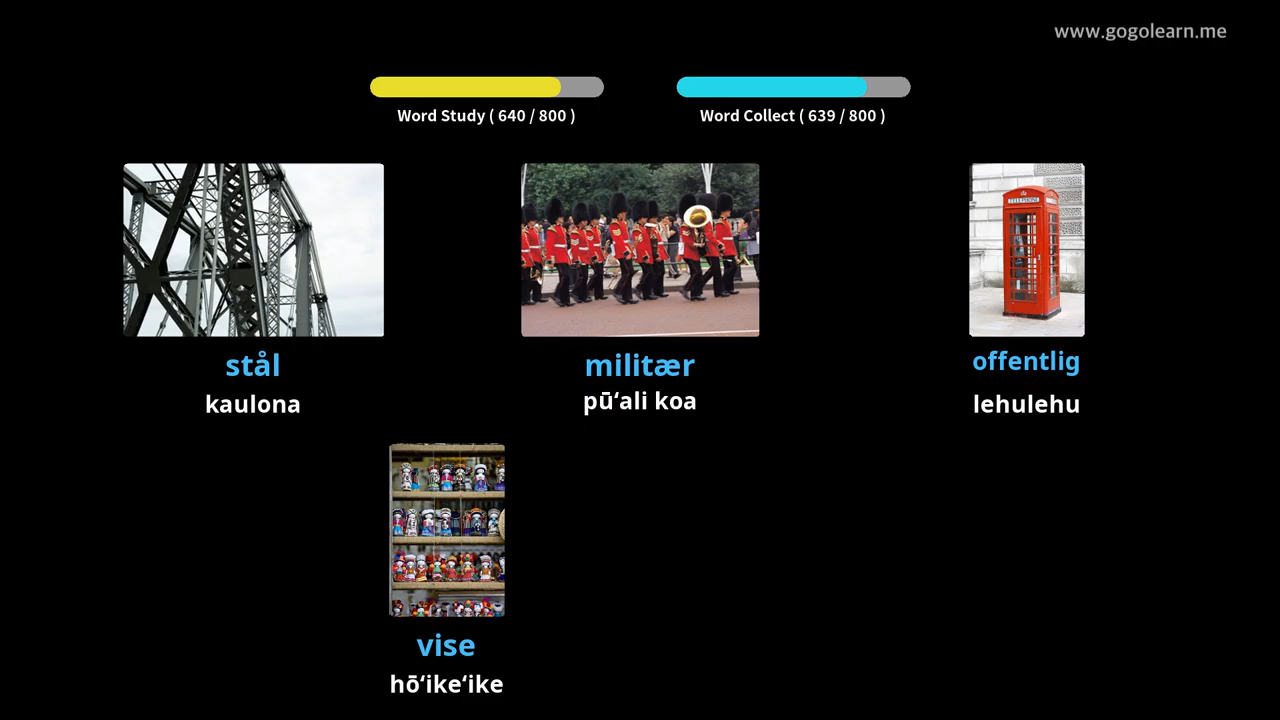 www.gogolearn.me
Word Study ( 640 / 800 )
Word Collect ( 639 / 800 )
TELEPHONE
stål
militær
offentlig
kaulona
pūʻali koa
lehulehu
vise
hōʻikeʻike